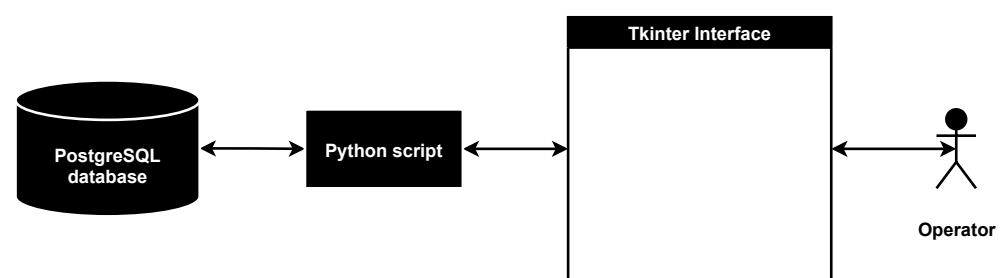 Tkinter Interface
PostgreSQL
database
Python script
Operator